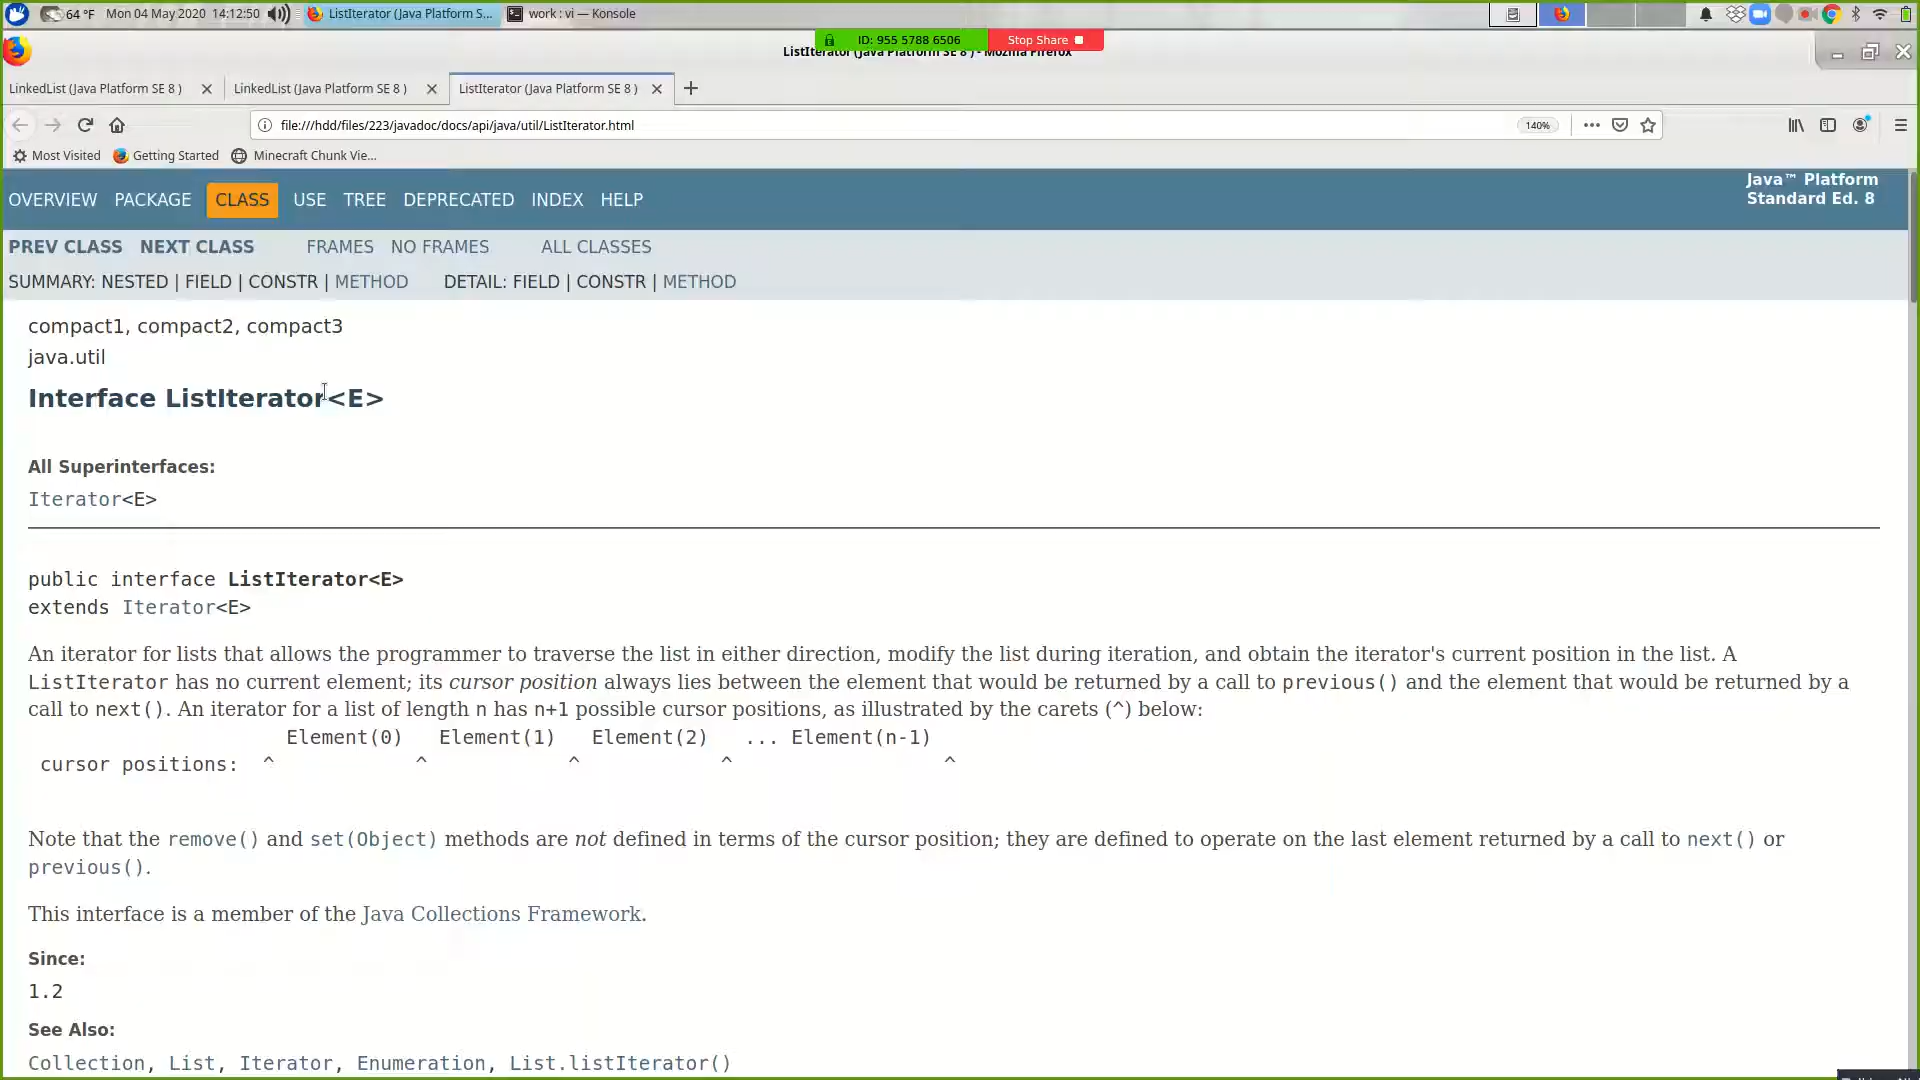 64 °F Mon 04 May 2020 14:12:50 ListIterator (Java Platform S... work : vi — Konsole
ID: 955 5788 6506 Stop Share
ListIterator (Java Platform SE 8 ) - Mozilla Firefox
LinkedList (Java Platform SE 8 ) LinkedList (Java Platform SE 8 ) ListIterator (Java Platform SE 8 )
file:///hdd/files/223/javadoc/docs/api/java/util/ListIterator.html 140%
Most Visited Getting Started Minecraft Chunk Vie...
OVERVIEW PACKAGE CLASS USE TREE DEPRECATED INDEX HELP
Java™ Platform
Standard Ed. 8
PREV CLASS NEXT CLASS FRAMES NO FRAMES ALL CLASSES
SUMMARY: NESTED | FIELD | CONSTR | METHOD DETAIL: FIELD | CONSTR | METHOD
compact1, compact2, compact3
java.util
Interface ListIterator<E>
All Superinterfaces:
Iterator<E>
public interface ListIterator<E>
extends Iterator<E>
An iterator for lists that allows the programmer to traverse the list in either direction, modify the list during iteration, and obtain the iterator's current position in the list. A
ListIterator has no current element; its cursor position always lies between the element that would be returned by a call to previous() and the element that would be returned by a
call to next(). An iterator for a list of length n has n+1 possible cursor positions, as illustrated by the carets (^) below:
Element(0) Element(1) Element(2) ... Element(n-1)
cursor positions: ^ ^ ^ ^ ^
Note that the remove() and set(Object) methods are not defined in terms of the cursor position; they are defined to operate on the last element returned by a call to next() or
previous().
This interface is a member of the Java Collections Framework.
Since:
1.2
See Also:
Collection, List, Iterator, Enumeration, List.listIterator()